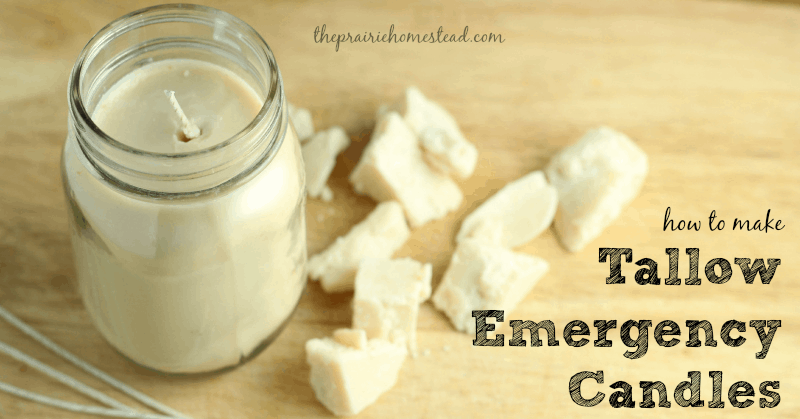 theprairiehomestead.com
how to make
Tallow
Emergency
Candles